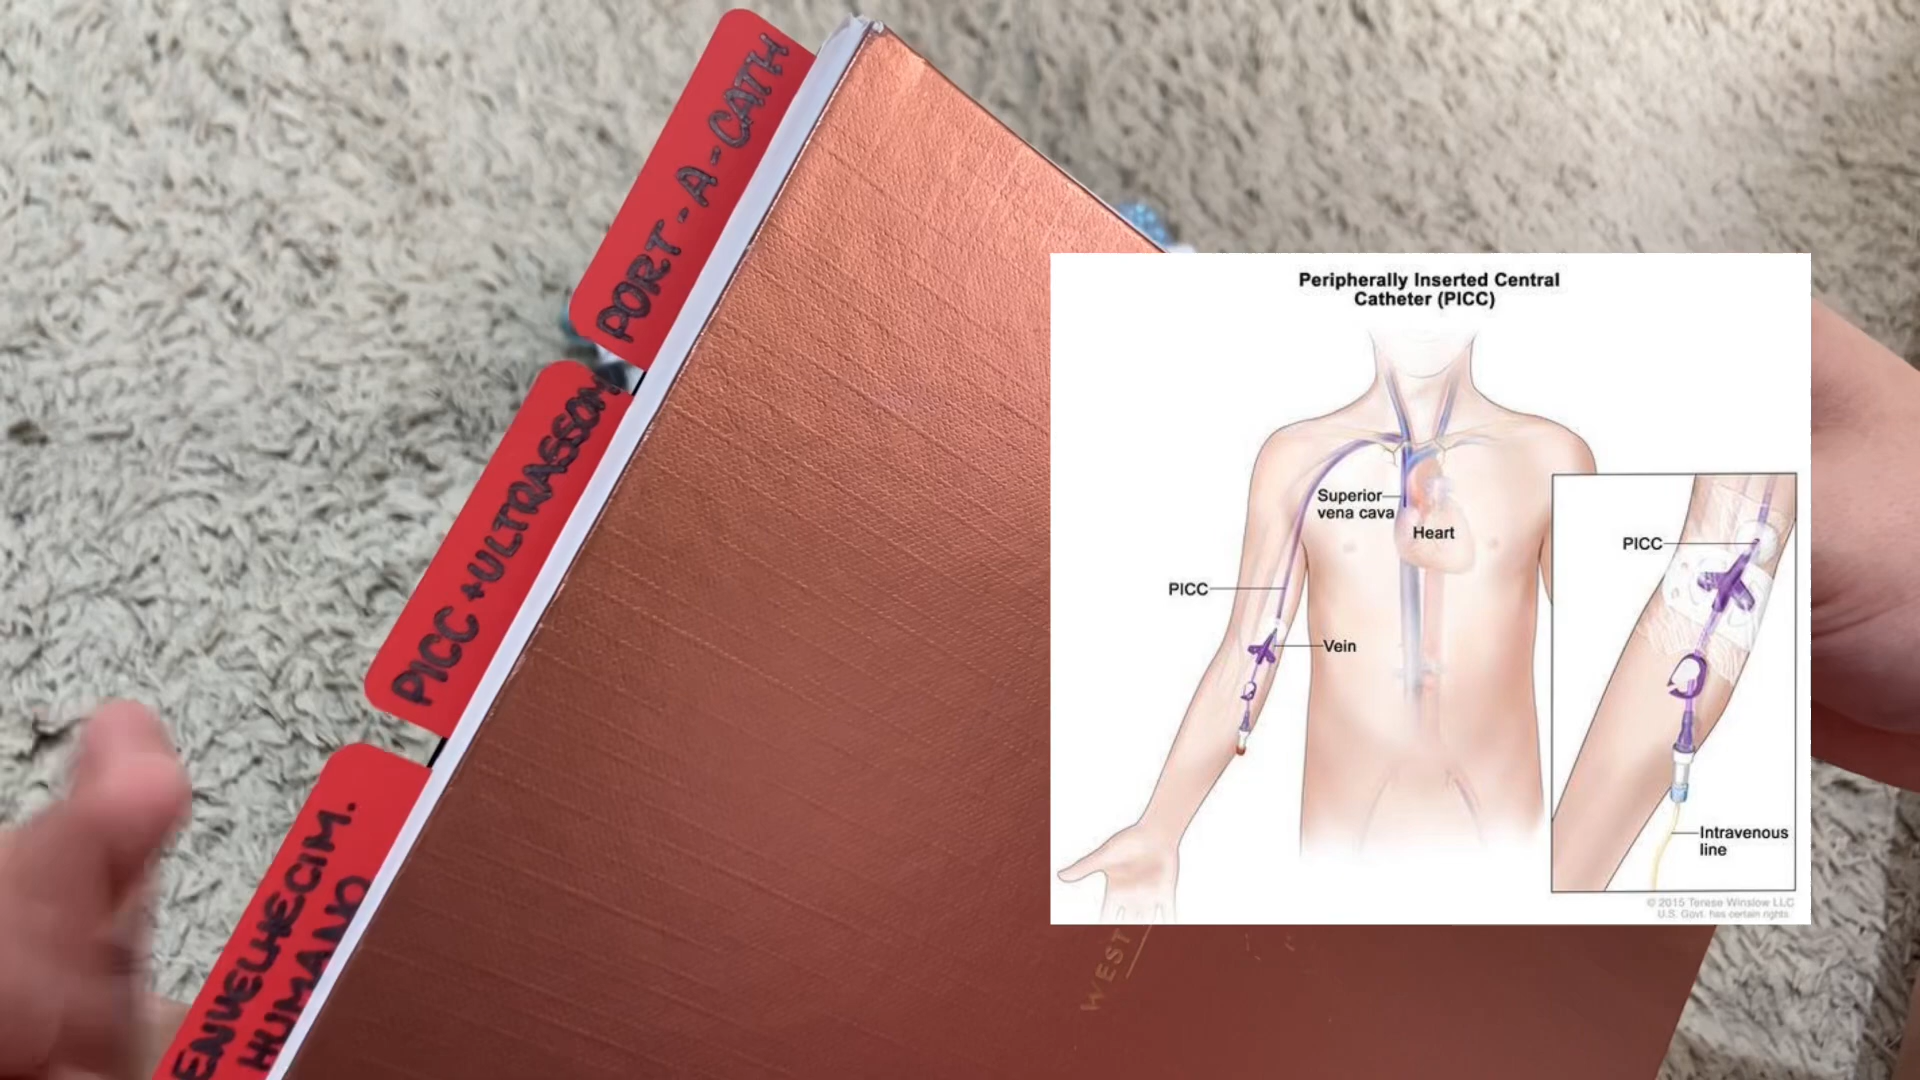 PORT-A-CATH
PICC + ULTRASSOM
ENVELHECIM.
HUMANO
WEST
Peripherally Inserted Central
Catheter (PICC)
Superior
vena cava
Heart
PICC
Vein
PICC
Intravenous
line
© 2015 Terese Winslow LLC
U.S. Govt. has certain rights